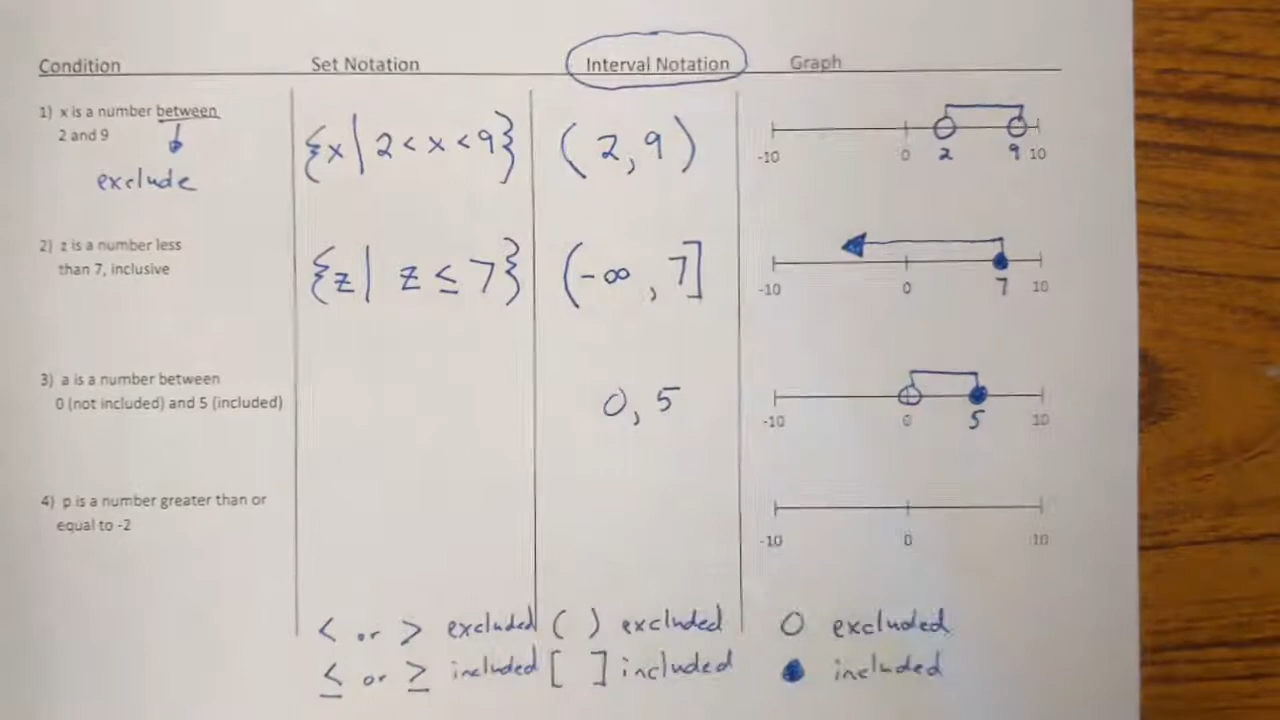 Condition Set Notation Interval Notation Graph
1) x is a number between
2 and 9
exclude
{x | 2 < x < 9}
(2, 9)
-10 0 2 9 10
2) z is a number less
than 7, inclusive
{z | z ≤ 7}
(-∞, 7]
-10 0 7 10
3) a is a number between
0 (not included) and 5 (included)
0, 5
-10 0 5 10
4) p is a number greater than or
equal to -2
-10 0 10
< or > excluded ( ) excluded O excluded
≤ or ≥ included [ ] included ● included